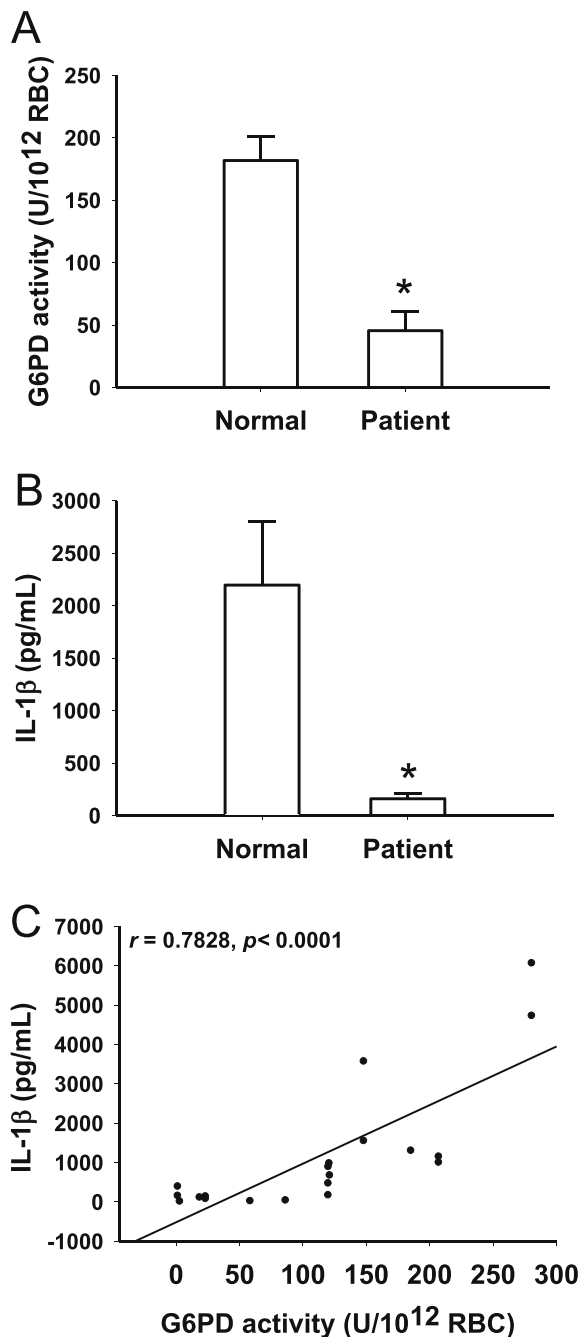 A
G6PD activity (U/10¹² RBC)
250
200
150
100
50
0
*
Normal Patient
B
IL-1β (pg/mL)
3000
2500
2000
1500
1000
500
0
*
Normal Patient
C
IL-1β (pg/mL)
r = 0.7828, p< 0.0001
7000
6000
5000
4000
3000
2000
1000
0
-1000
0 50 100 150 200 250 300
G6PD activity (U/10¹² RBC)